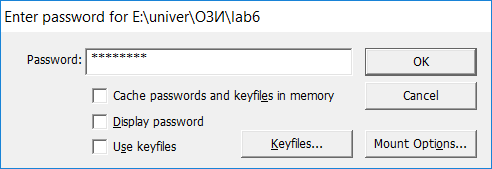 Enter password for E:\univer\ОЗИ\lab6
Password: ********
OK
Cache passwords and keyfiles in memory
Cancel
Display password
Use keyfiles
Keyfiles...
Mount Options...